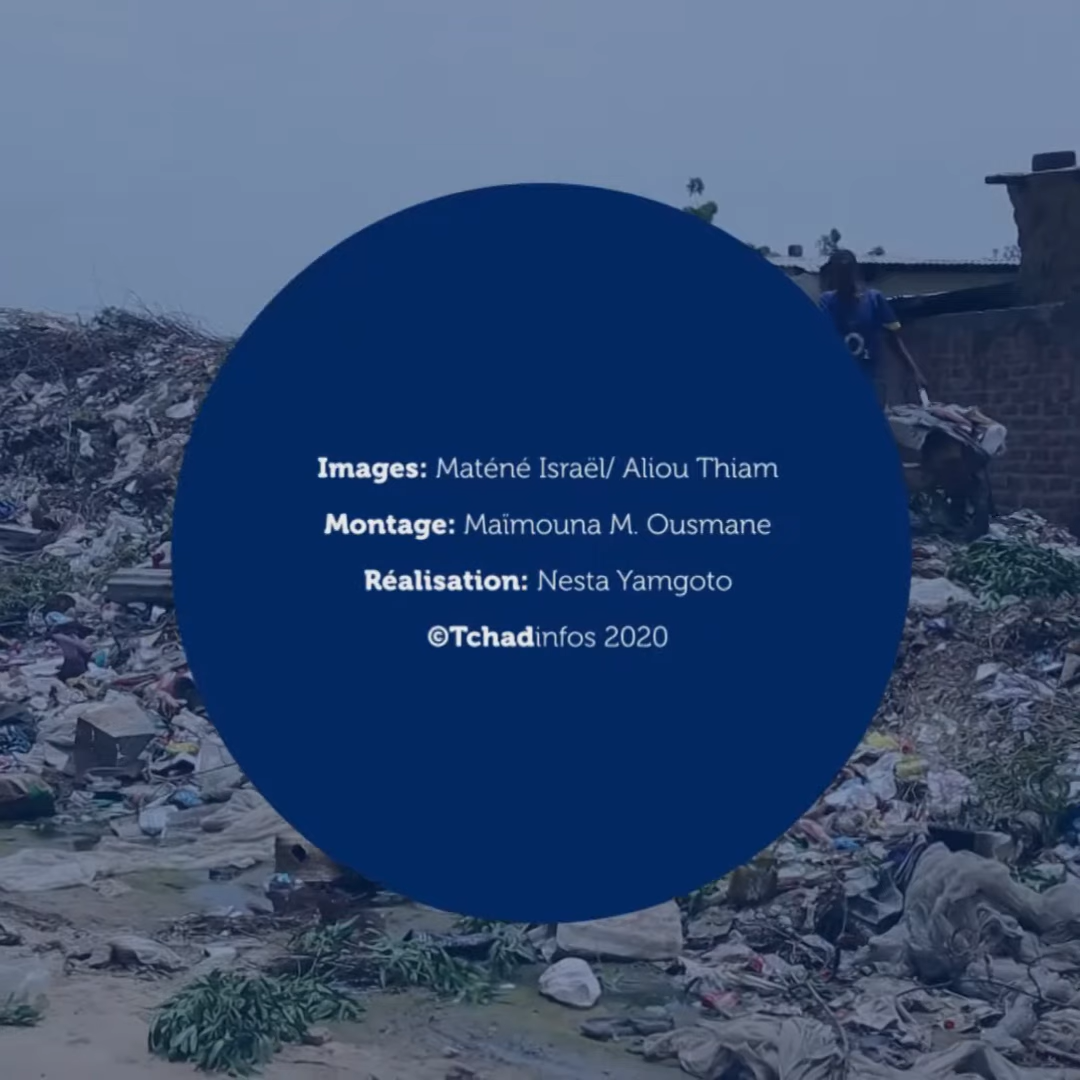 Images: Maténé Israël/ Aliou Thiam
Montage: Maïmouna M. Ousmane
Réalisation: Nesta Yamgoto
©Tchadinfos 2020